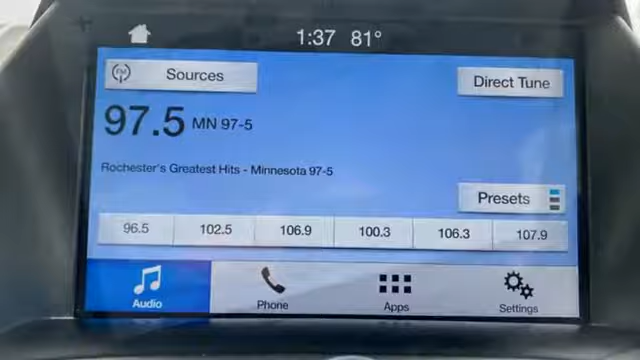 1:37 81°
FM Sources
Direct Tune
97.5 MN 97-5
Rochester's Greatest Hits - Minnesota 97-5
Presets
96.5 102.5 106.9 100.3 106.3 107.9
Audio Phone Apps Settings